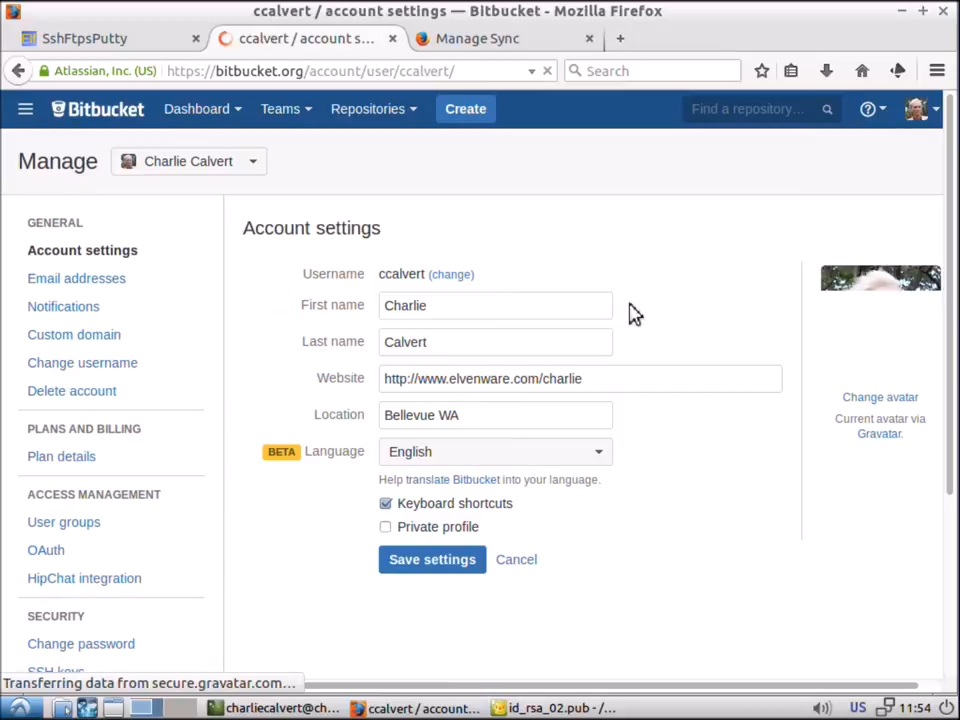 ccalvert / account settings — Bitbucket - Mozilla Firefox
SshFtpsPutty
ccalvert / account s...
Manage Sync
Atlassian, Inc. (US)
https://bitbucket.org/account/user/ccalvert/
Search
Bitbucket
Dashboard
Teams
Repositories
Create
Find a repository...
Manage
Charlie Calvert
GENERAL
Account settings
Email addresses
Notifications
Custom domain
Change username
Delete account
PLANS AND BILLING
Plan details
ACCESS MANAGEMENT
User groups
OAuth
HipChat integration
SECURITY
Change password
SSH keys
Account settings
Username ccalvert (change)
First name Charlie
Last name Calvert
Website http://www.elvenware.com/charlie
Location Bellevue WA
BETA Language English
Help translate Bitbucket into your language.
Keyboard shortcuts
Private profile
Save settings Cancel
Change avatar
Current avatar via
Gravatar.
Transferring data from secure.gravatar.com...
charliecalvert@ch...
ccalvert / account...
id_rsa_02.pub - /...
US
11:54